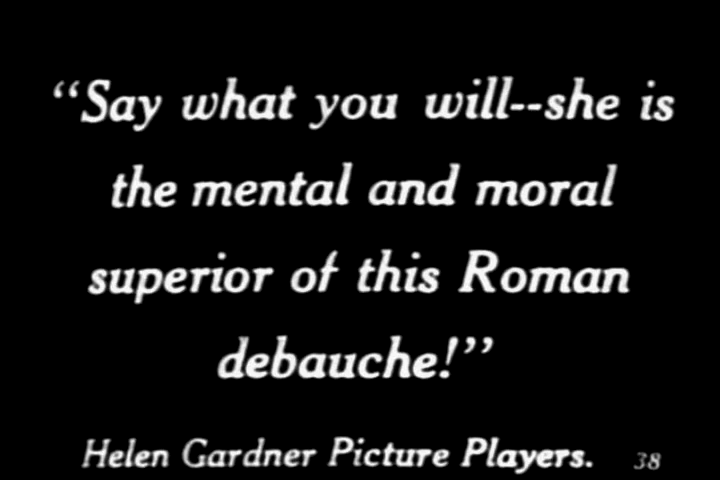 “Say what you will--she is
the mental and moral
superior of this Roman
debauche!”
Helen Gardner Picture Players. 38